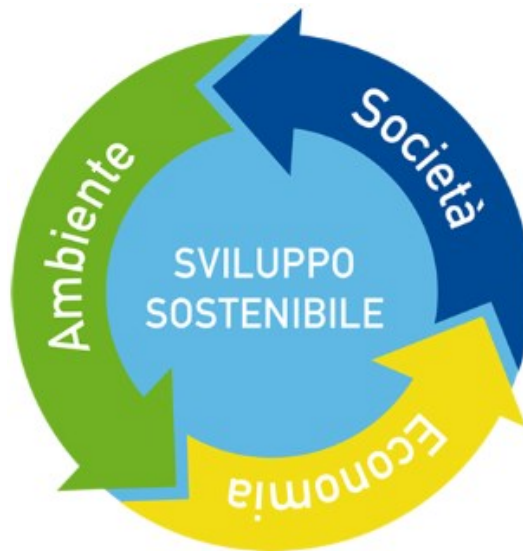 Ambiente
Società
SVILUPPO
SOSTENIBILE
Economia